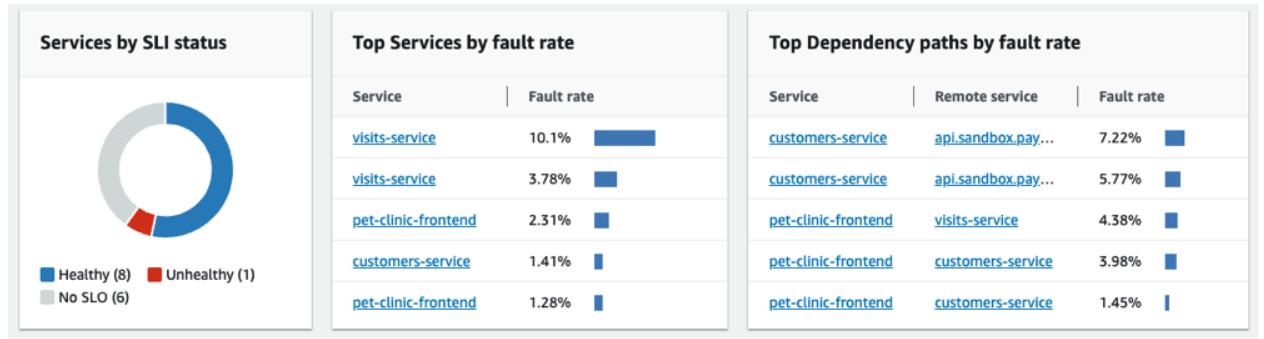 Services by SLI status
Healthy (8) Unhealthy (1)
No SLO (6)
Top Services by fault rate
Service Fault rate
visits-service 10.1%
visits-service 3.78%
pet-clinic-frontend 2.31%
customers-service 1.41%
pet-clinic-frontend 1.28%
Top Dependency paths by fault rate
Service Remote service Fault rate
customers-service api.sandbox.pay... 7.22%
customers-service api.sandbox.pay... 5.77%
pet-clinic-frontend visits-service 4.38%
pet-clinic-frontend customers-service 3.98%
pet-clinic-frontend customers-service 1.45%